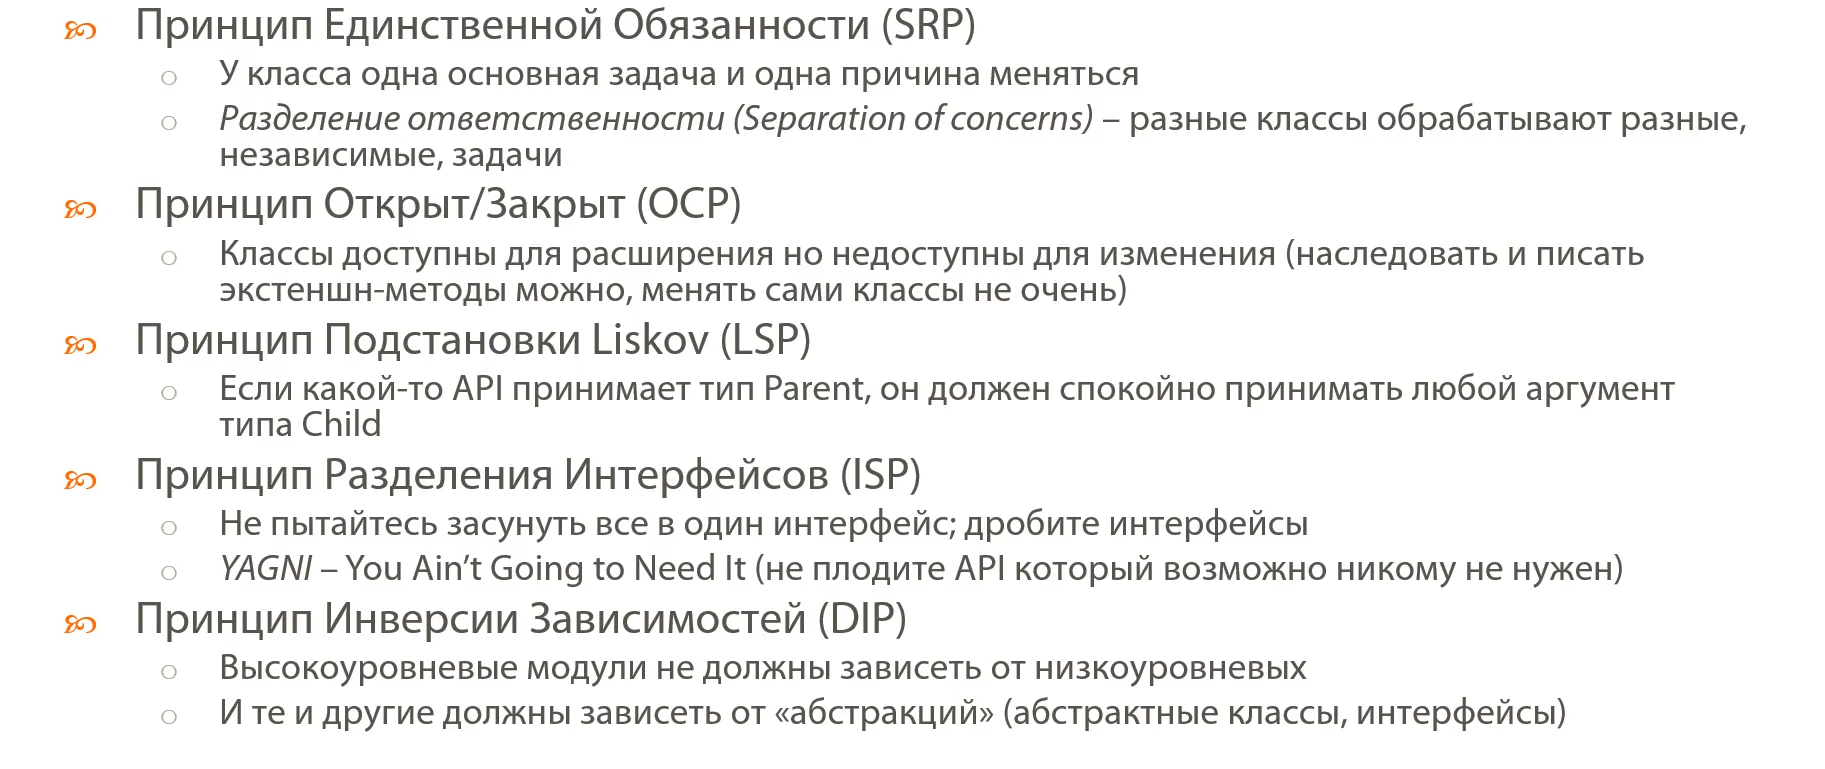 Принцип Единственной Обязанности (SRP)
У класса одна основная задача и одна причина меняться
Разделение ответственности (Separation of concerns) – разные классы обрабатывают разные,
независимые, задачи
Принцип Открыт/Закрыт (OCP)
Классы доступны для расширения но недоступны для изменения (наследовать и писать
экстеншн-методы можно, менять сами классы не очень)
Принцип Подстановки Liskov (LSP)
Если какой-то API принимает тип Parent, он должен спокойно принимать любой аргумент
типа Child
Принцип Разделения Интерфейсов (ISP)
Не пытайтесь засунуть все в один интерфейс; дробите интерфейсы
YAGNI – You Ain’t Going to Need It (не плодите API который возможно никому не нужен)
Принцип Инверсии Зависимостей (DIP)
Высокоуровневые модули не должны зависеть от низкоуровневых
И те и другие должны зависеть от «абстракций» (абстрактные классы, интерфейсы)